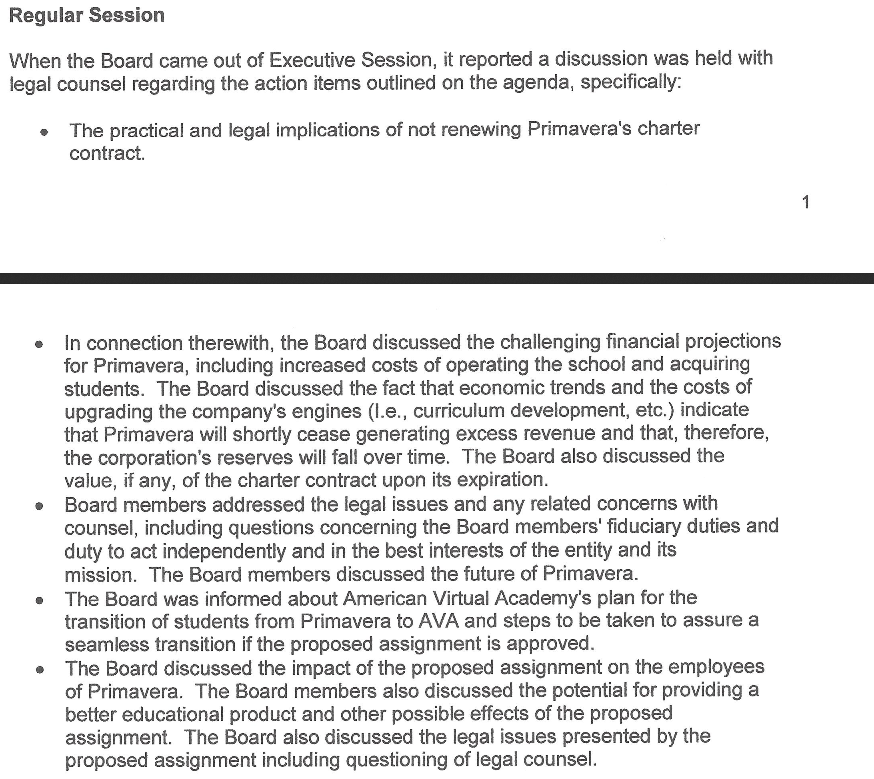 Regular Session
When the Board came out of Executive Session, it reported a discussion was held with
legal counsel regarding the action items outlined on the agenda, specifically:
• The practical and legal implications of not renewing Primavera's charter
contract.
1
• In connection therewith, the Board discussed the challenging financial projections
for Primavera, including increased costs of operating the school and acquiring
students. The Board discussed the fact that economic trends and the costs of
upgrading the company's engines (I.e., curriculum development, etc.) indicate
that Primavera will shortly cease generating excess revenue and that, therefore,
the corporation's reserves will fall over time. The Board also discussed the
value, if any, of the charter contract upon its expiration.
• Board members addressed the legal issues and any related concerns with
counsel, including questions concerning the Board members' fiduciary duties and
duty to act independently and in the best interests of the entity and its
mission. The Board members discussed the future of Primavera.
• The Board was informed about American Virtual Academy's plan for the
transition of students from Primavera to AVA and steps to be taken to assure a
seamless transition if the proposed assignment is approved.
• The Board discussed the impact of the proposed assignment on the employees
of Primavera. The Board members also discussed the potential for providing a
better educational product and other possible effects of the proposed
assignment. The Board also discussed the legal issues presented by the
proposed assignment including questioning of legal counsel.